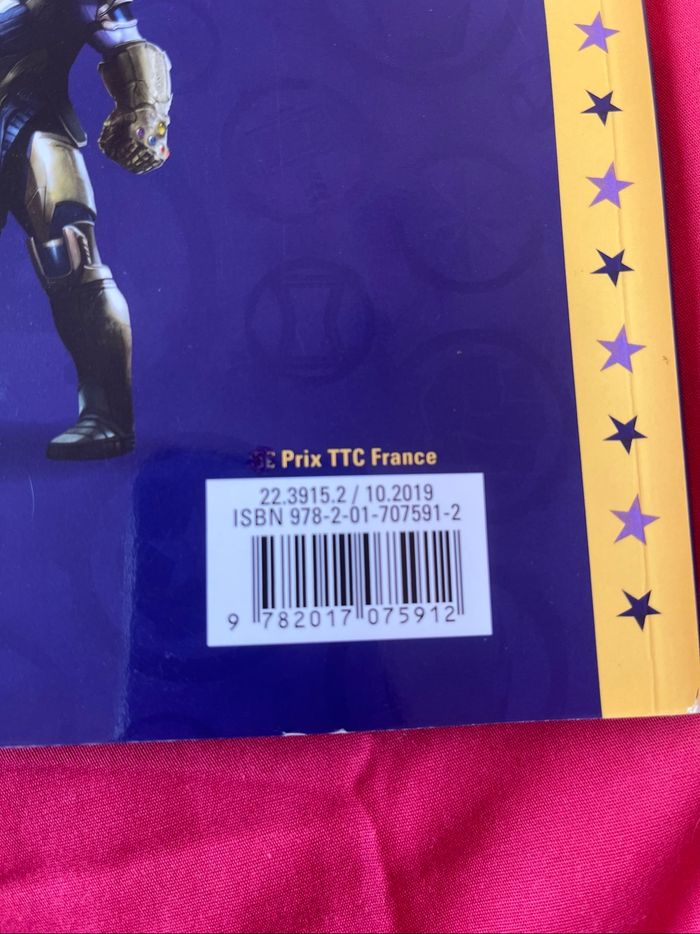 Prix TTC France
22.3915.2 / 10.2019
ISBN 978-2-01-707591-2
9 782017 075912